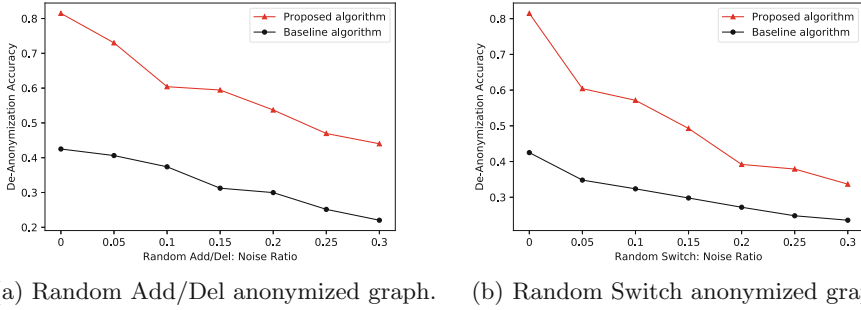 0.8
0.7
0.6
0.5
0.4
0.3
0.2
De-Anonymization Accuracy
Proposed algorithm
Baseline algorithm
0 0.05 0.1 0.15 0.2 0.25 0.3
Random Add/Del: Noise Ratio
0.8
0.7
0.6
0.5
0.4
0.3
De-Anonymization Accuracy
Proposed algorithm
Baseline algorithm
0 0.05 0.1 0.15 0.2 0.25 0.3
Random Switch: Noise Ratio
a) Random Add/Del anonymized graph.
(b) Random Switch anonymized gra